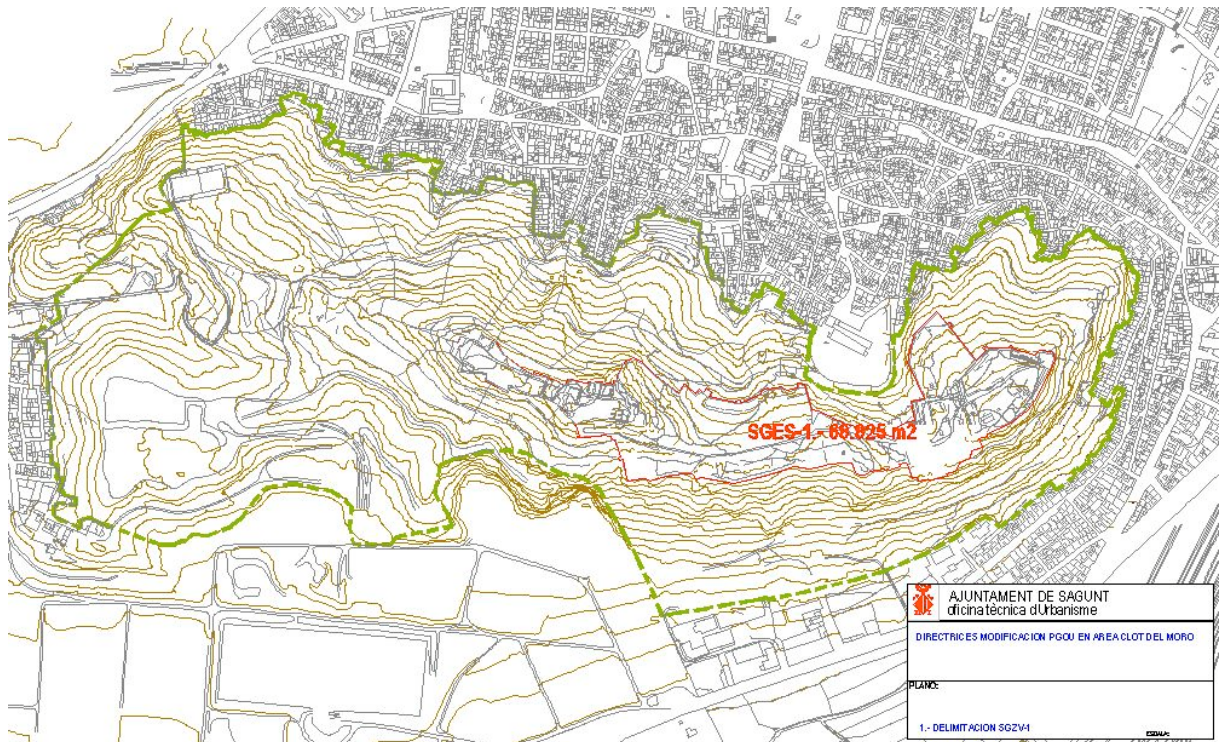 SGES-1 - 68.825 m2
AJUNTAMENT DE SAGUNT
oficina tècnica d'Urbanisme
DIRECTRICES MODIFICACION PGOU EN AREA CLOT DEL MORO
PLANO:
1.- DELIMITACION SGZV-1
ESCALA: